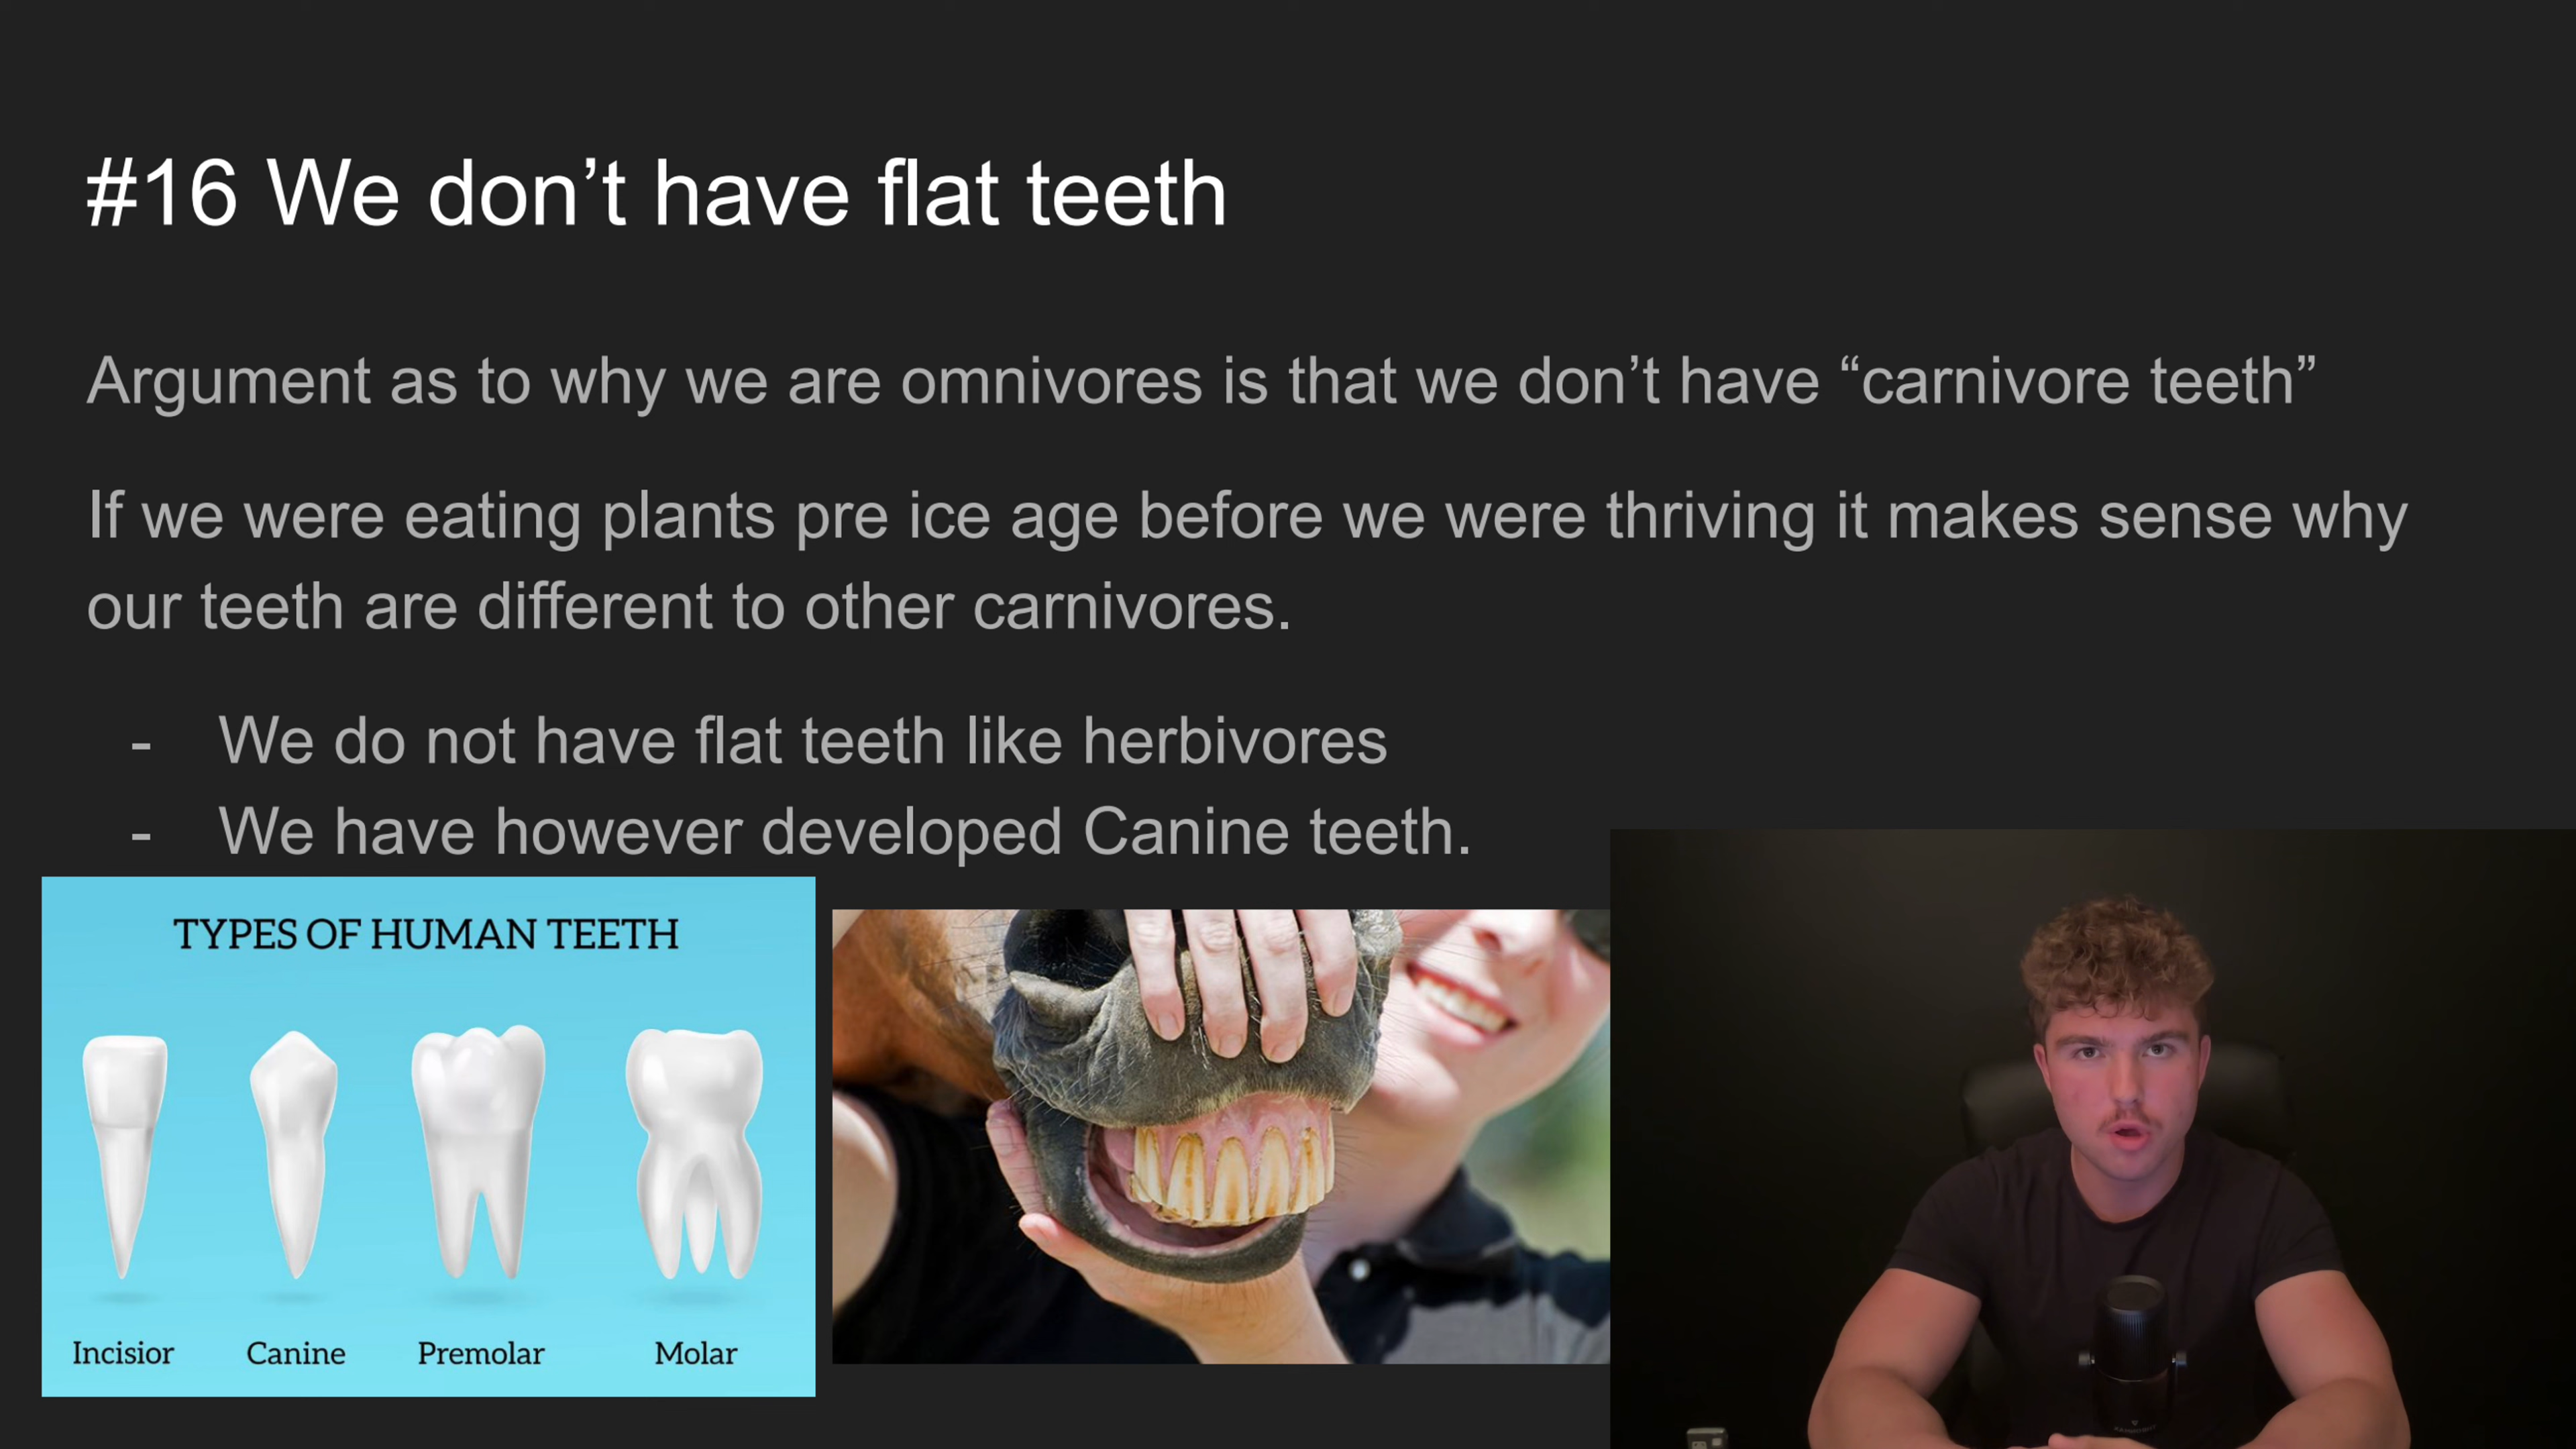 #16 We don’t have flat teeth
Argument as to why we are omnivores is that we don’t have “carnivore teeth”
If we were eating plants pre ice age before we were thriving it makes sense why
our teeth are different to other carnivores.
- We do not have flat teeth like herbivores
- We have however developed Canine teeth.
TYPES OF HUMAN TEETH
Incisior
Canine
Premolar
Molar